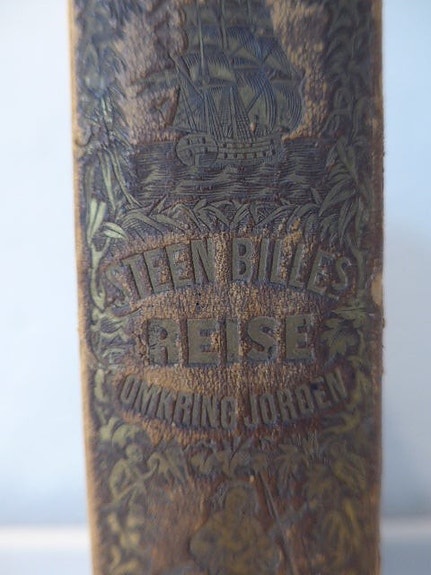 STEEN BILLES
REISE
OMKRING JORDEN